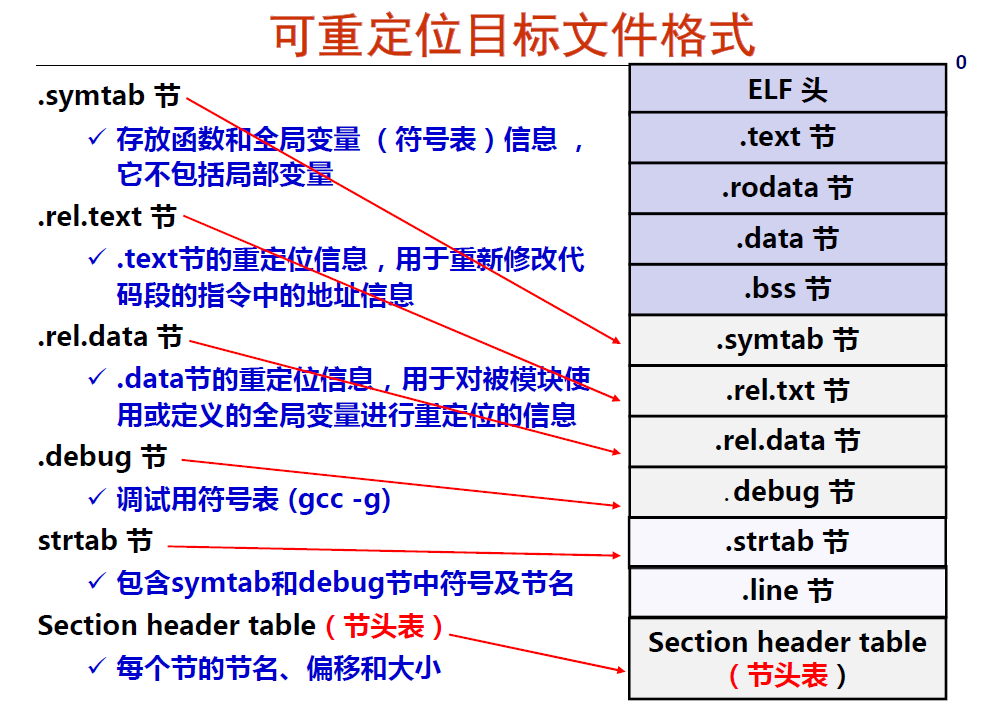 可重定位目标文件格式
.symtab 节
✓ 存放函数和全局变量 （符号表）信息 ，
它不包括局部变量
.rel.text 节
✓ .text节的重定位信息，用于重新修改代
码段的指令中的地址信息
.rel.data 节
✓ .data节的重定位信息，用于对被模块使
用或定义的全局变量进行重定位的信息
.debug 节
✓ 调试用符号表 (gcc -g)
strtab 节
✓ 包含symtab和debug节中符号及节名
Section header table（节头表）
✓ 每个节的节名、偏移和大小
0
ELF 头
.text 节
.rodata 节
.data 节
.bss 节
.symtab 节
.rel.txt 节
.rel.data 节
.debug 节
.strtab 节
.line 节
Section header table
（节头表）